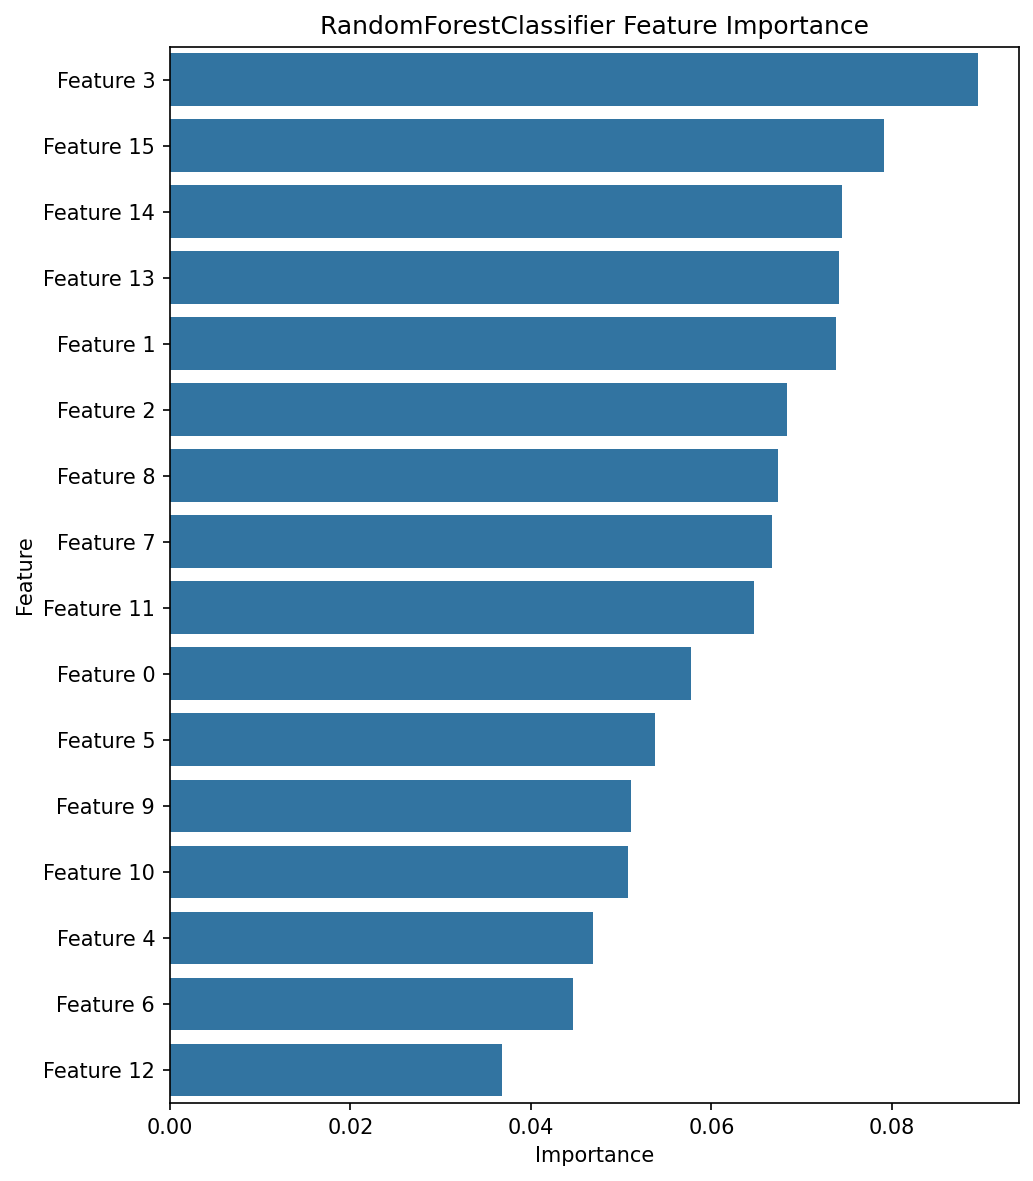 RandomForestClassifier Feature Importance
Feature
Feature 3
Feature 15
Feature 14
Feature 13
Feature 1
Feature 2
Feature 8
Feature 7
Feature 11
Feature 0
Feature 5
Feature 9
Feature 10
Feature 4
Feature 6
Feature 12
0.00 0.02 0.04 0.06 0.08
Importance